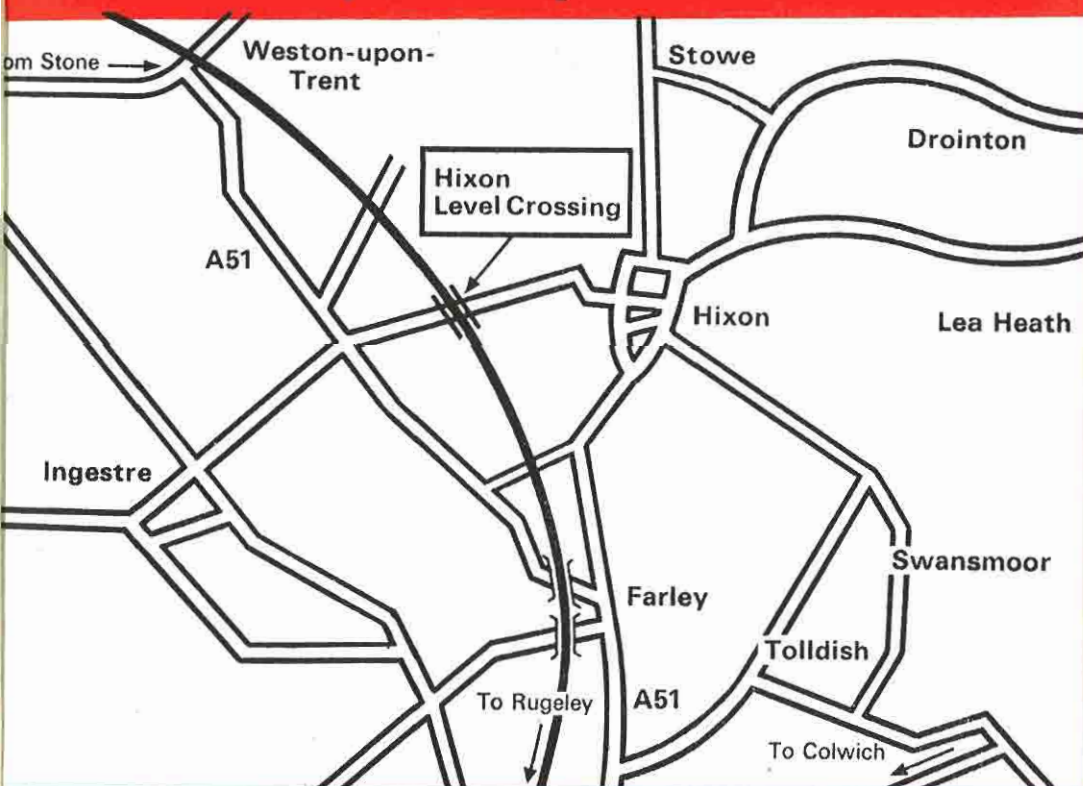 om Stone
Weston-upon-
Trent
Stowe
Drointon
Hixon
Level Crossing
A51
Hixon
Lea Heath
Ingestre
Swansmoor
Farley
Tolldish
To Rugeley
A51
To Colwich